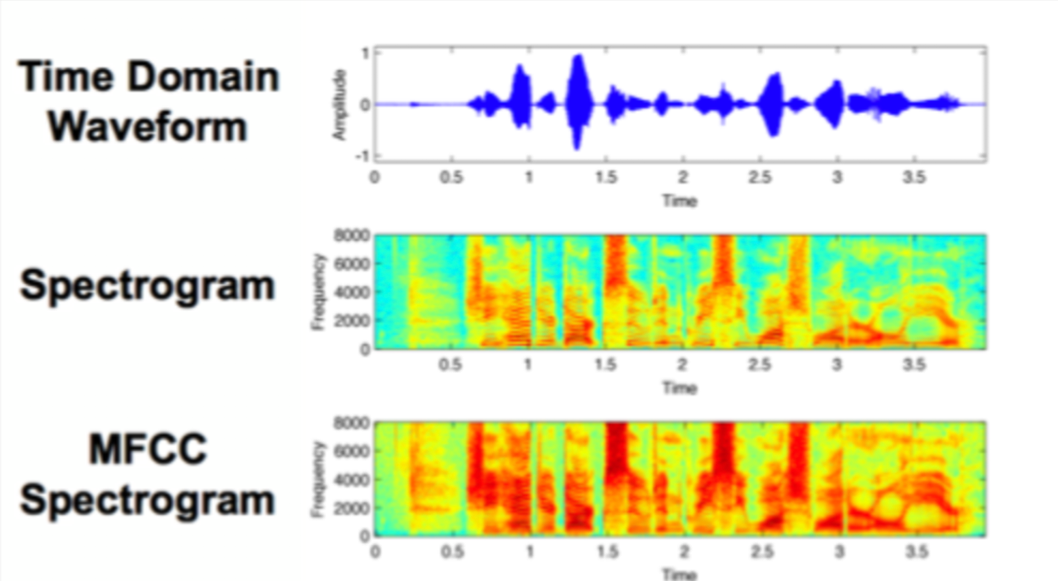 Time Domain
Waveform
Amplitude
1
0
-1
0 0.5 1 1.5 2 2.5 3 3.5
Time
Spectrogram
Frequency
8000
6000
4000
2000
0
0.5 1 1.5 2 2.5 3 3.5
Time
MFCC
Spectrogram
Frequency
8000
6000
4000
2000
0
0 0.5 1 1.5 2 2.5 3 3.5
Time